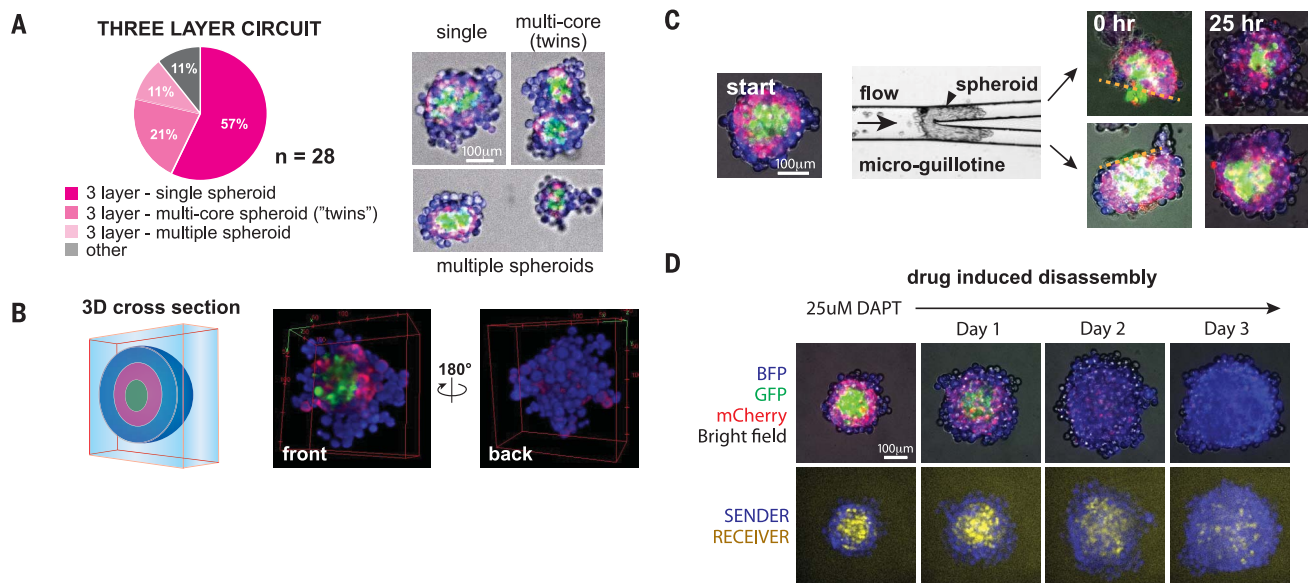 A
THREE LAYER CIRCUIT
11%
11%
21%
57%
n = 28
3 layer - single spheroid
3 layer - multi-core spheroid ("twins")
3 layer - multiple spheroid
other
single
multi-core
(twins)
100μm
multiple spheroids
B
3D cross section
front
180°
back
C
start
100μm
flow
spheroid
micro-guillotine
0 hr
25 hr
D
drug induced disassembly
25uM DAPT
Day 1
Day 2
Day 3
BFP
GFP
mCherry
Bright field
100μm
SENDER
RECEIVER